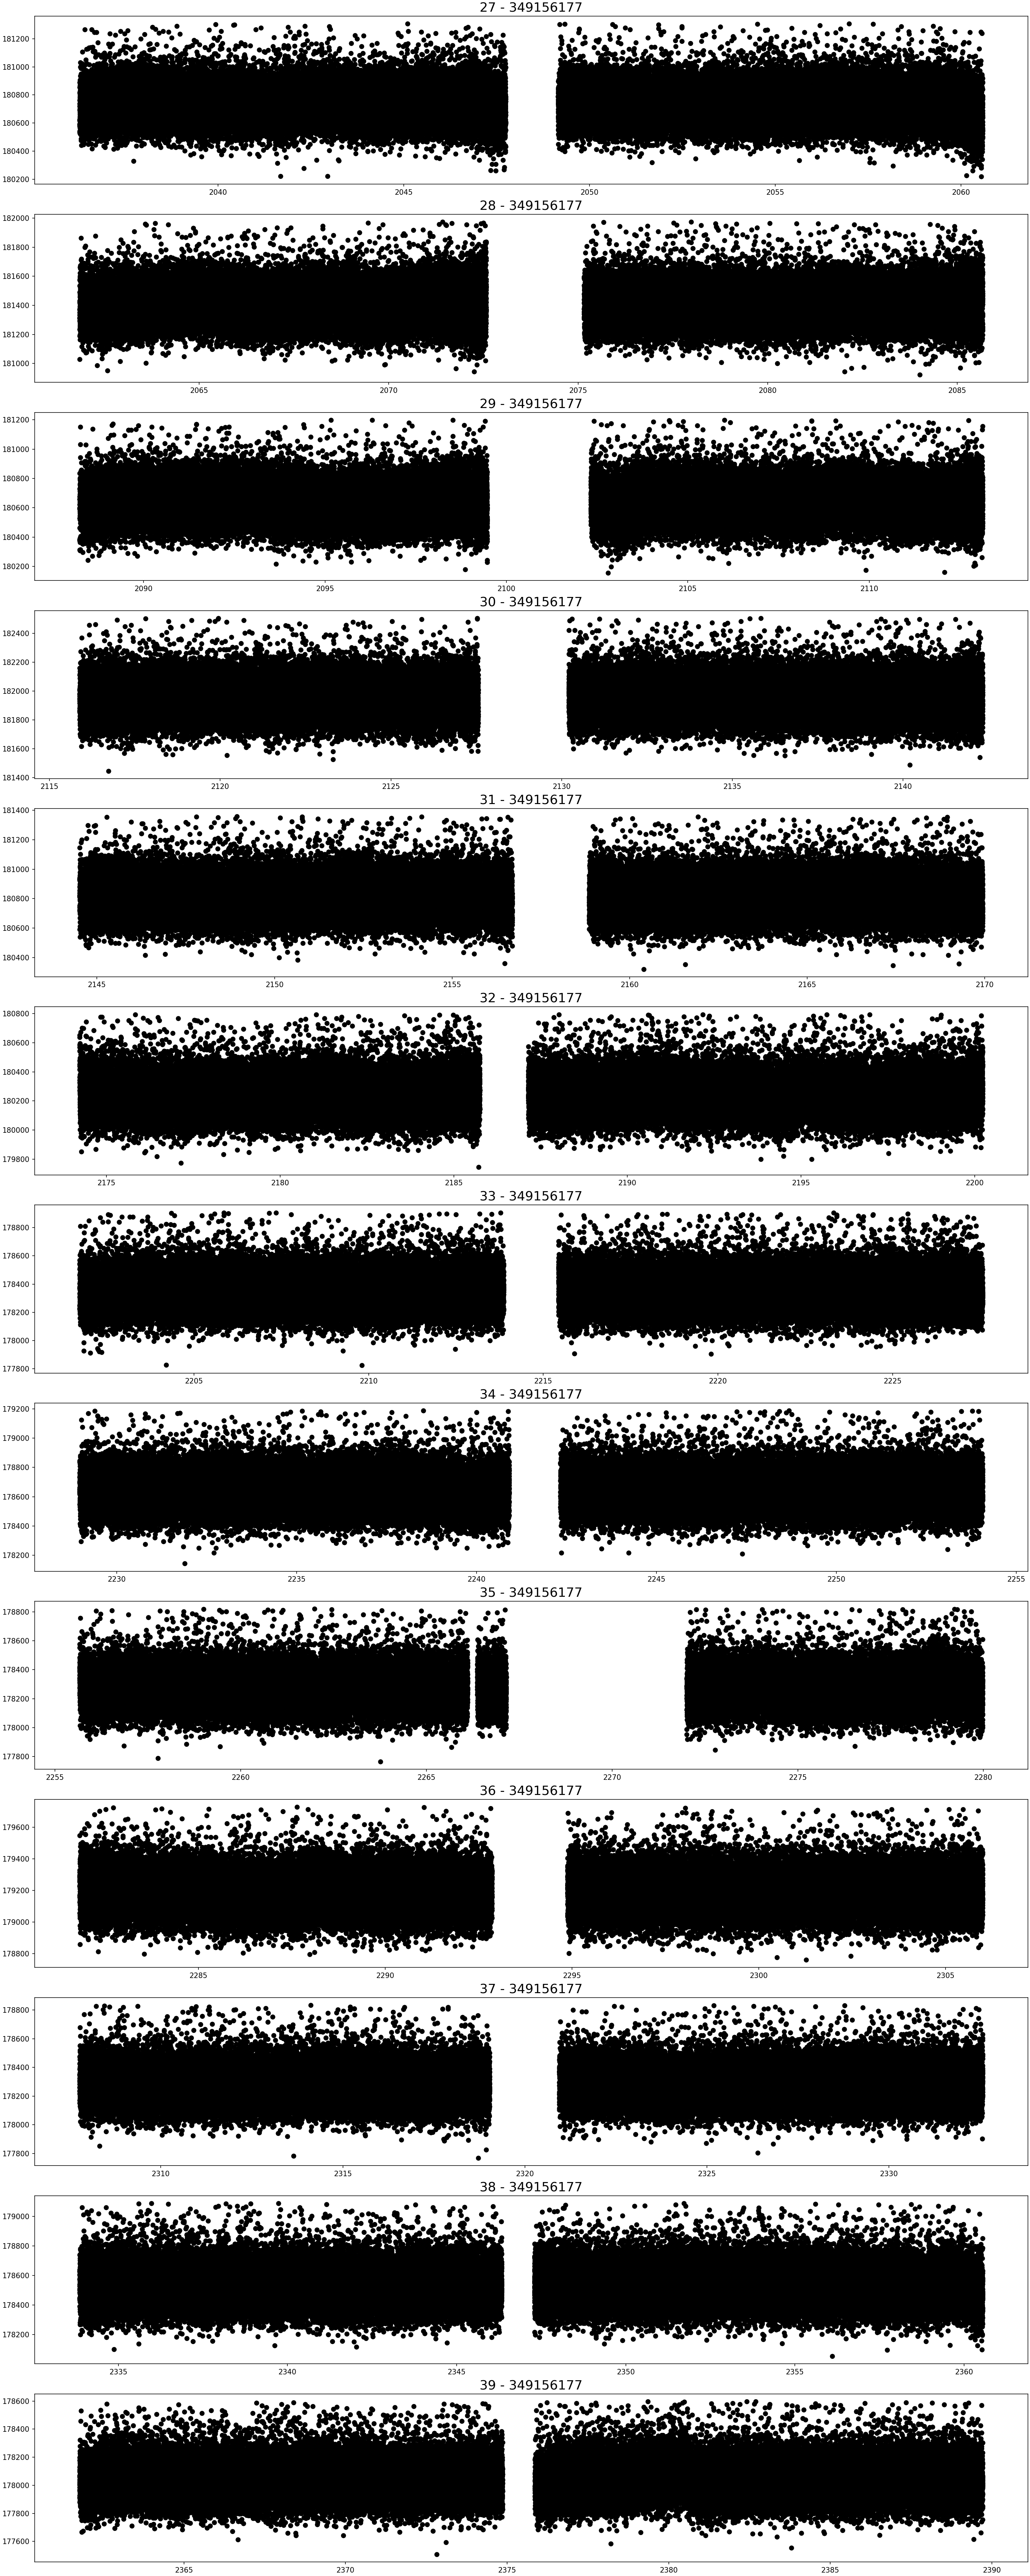 27 - 349156177
181200
181000
180800
180600
180400
180200
2040 2045 2050 2055 2060
28 - 349156177
182000
181800
181600
181400
181200
181000
2065 2070 2075 2080 2085
29 - 349156177
181200
181000
180800
180600
180400
180200
2090 2095 2100 2105 2110
30 - 349156177
182400
182200
182000
181800
181600
181400
2115 2120 2125 2130 2135 2140
31 - 349156177
181400
181200
181000
180800
180600
180400
2145 2150 2155 2160 2165 2170
32 - 349156177
180800
180600
180400
180200
180000
179800
2175 2180 2185 2190 2195 2200
33 - 349156177
178800
178600
178400
178200
178000
177800
2205 2210 2215 2220 2225
34 - 349156177
179200
179000
178800
178600
178400
178200
2230 2235 2240 2245 2250 2255
35 - 349156177
178800
178600
178400
178200
178000
177800
2255 2260 2265 2270 2275 2280
36 - 349156177
179600
179400
179200
179000
178800
2285 2290 2295 2300 2305
37 - 349156177
178800
178600
178400
178200
178000
177800
2310 2315 2320 2325 2330
38 - 349156177
179000
178800
178600
178400
178200
2335 2340 2345 2350 2355 2360
39 - 349156177
178600
178400
178200
178000
177800
177600
2365 2370 2375 2380 2385 2390